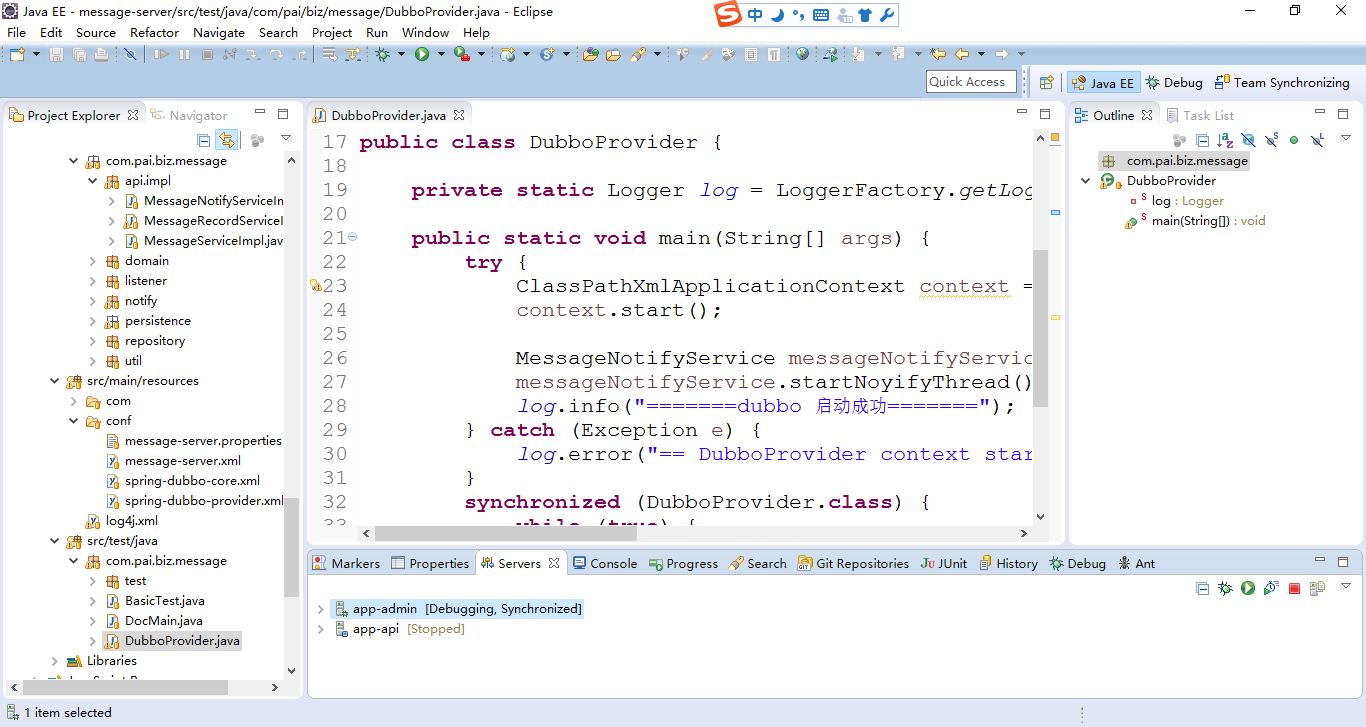 Java EE - message-server/src/test/java/com/pai/biz/message/DubboProvider.java - Eclipse
中
File Edit Source Refactor Navigate Search Project Run Window Help
Quick Access
Java EE Debug Team Synchronizing
Project Explorer Navigator
com.pai.biz.message
api.impl
MessageNotifyServiceIn
MessageRecordServiceI
MessageServiceImpl.jav
domain
listener
notify
persistence
repository
util
src/main/resources
com
conf
message-server.properties
message-server.xml
spring-dubbo-core.xml
spring-dubbo-provider.xml
log4j.xml
src/test/java
com.pai.biz.message
test
BasicTest.java
DocMain.java
DubboProvider.java
Libraries
DubboProvider.java
17 public class DubboProvider {
18
19 private static Logger log = LoggerFactory.getLog
20
21 public static void main(String[] args) {
22 try {
23 ClassPathXmlApplicationContext context =
24 context.start();
25
26 MessageNotifyService messageNotifyServic
27 messageNotifyService.startNoyifyThread()
28 log.info("=======dubbo 启动成功=======");
29 } catch (Exception e) {
30 log.error("== DubboProvider context star
31 }
32 synchronized (DubboProvider.class) {
33 while (true) {
Outline Task List
com.pai.biz.message
DubboProvider
log : Logger
main(String[]) : void
Markers Properties Servers Console Progress Search Git Repositories JUnit History Debug Ant
app-admin [Debugging, Synchronized]
app-api [Stopped]
1 item selected